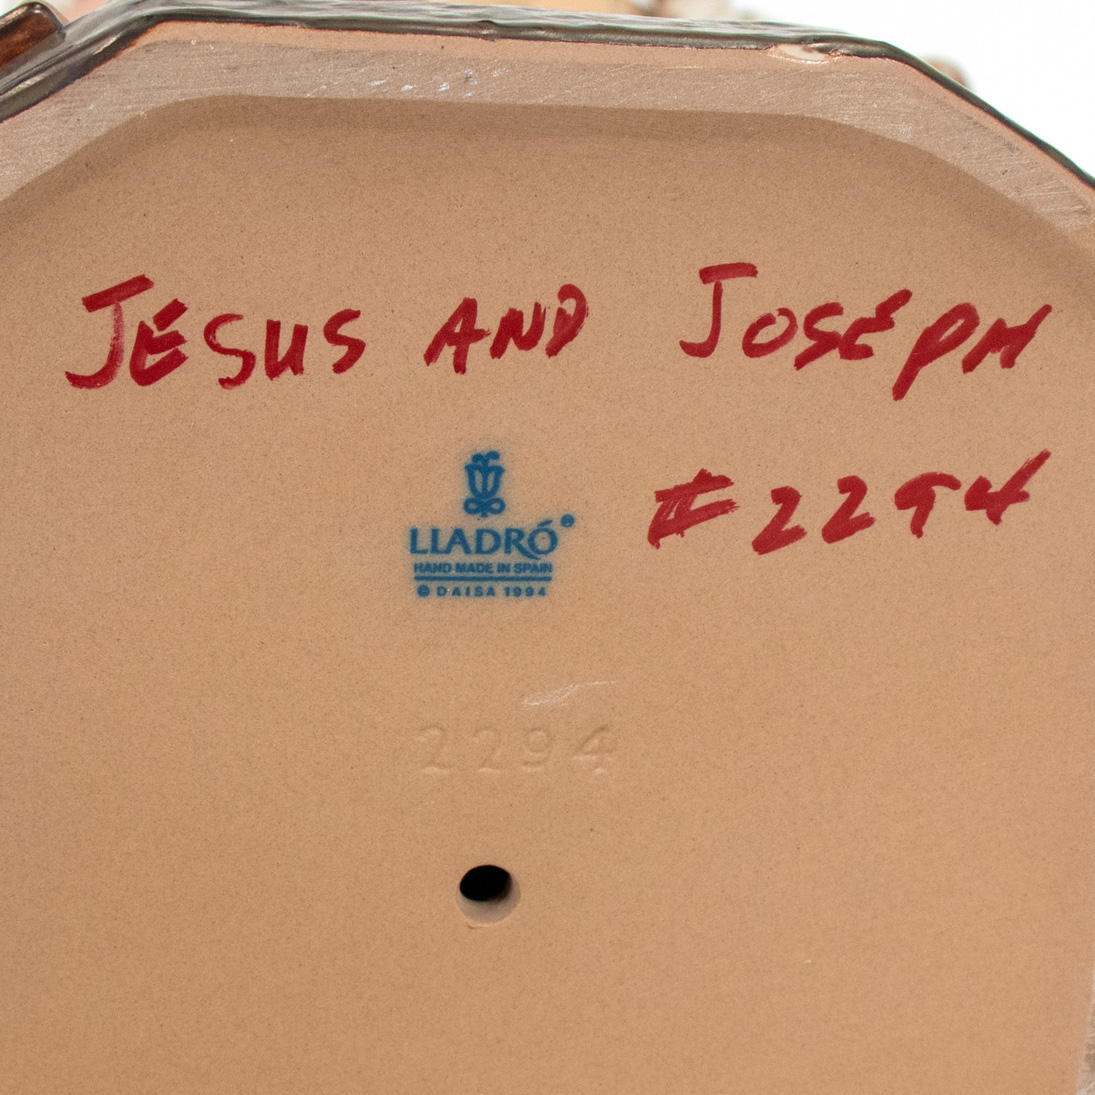 JESUS AND JOSEPH
#2294
LLADRÓ®
HAND MADE IN SPAIN
© DAISA 1994
2294